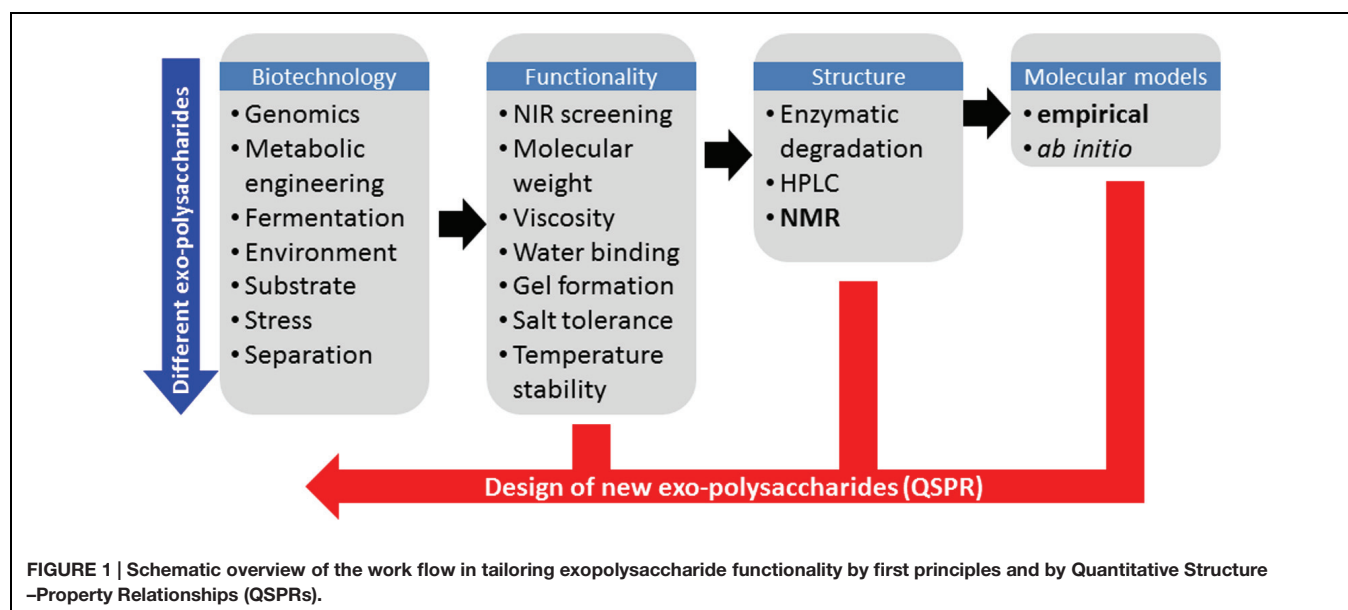 Different exo-polysaccharides
Biotechnology
• Genomics
• Metabolic
engineering
• Fermentation
• Environment
• Substrate
• Stress
• Separation
Functionality
• NIR screening
• Molecular
weight
• Viscosity
• Water binding
• Gel formation
• Salt tolerance
• Temperature
stability
Structure
• Enzymatic
degradation
• HPLC
• NMR
Molecular models
• empirical
• ab initio
Design of new exo-polysaccharides (QSPR)
FIGURE 1 | Schematic overview of the work flow in tailoring exopolysaccharide functionality by first principles and by Quantitative Structure
–Property Relationships (QSPRs).